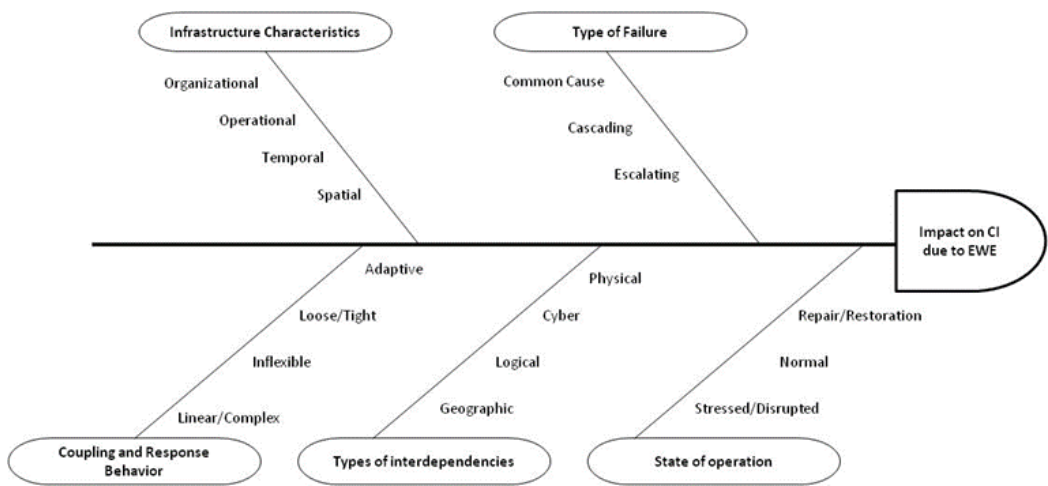 Infrastructure Characteristics
Type of Failure
Organizational
Operational
Temporal
Spatial
Common Cause
Cascading
Escalating
Impact on CI
due to EWE
Adaptive
Loose/Tight
Inflexible
Linear/Complex
Physical
Cyber
Logical
Geographic
Repair/Restoration
Normal
Stressed/Disrupted
Coupling and Response
Behavior
Types of interdependencies
State of operation